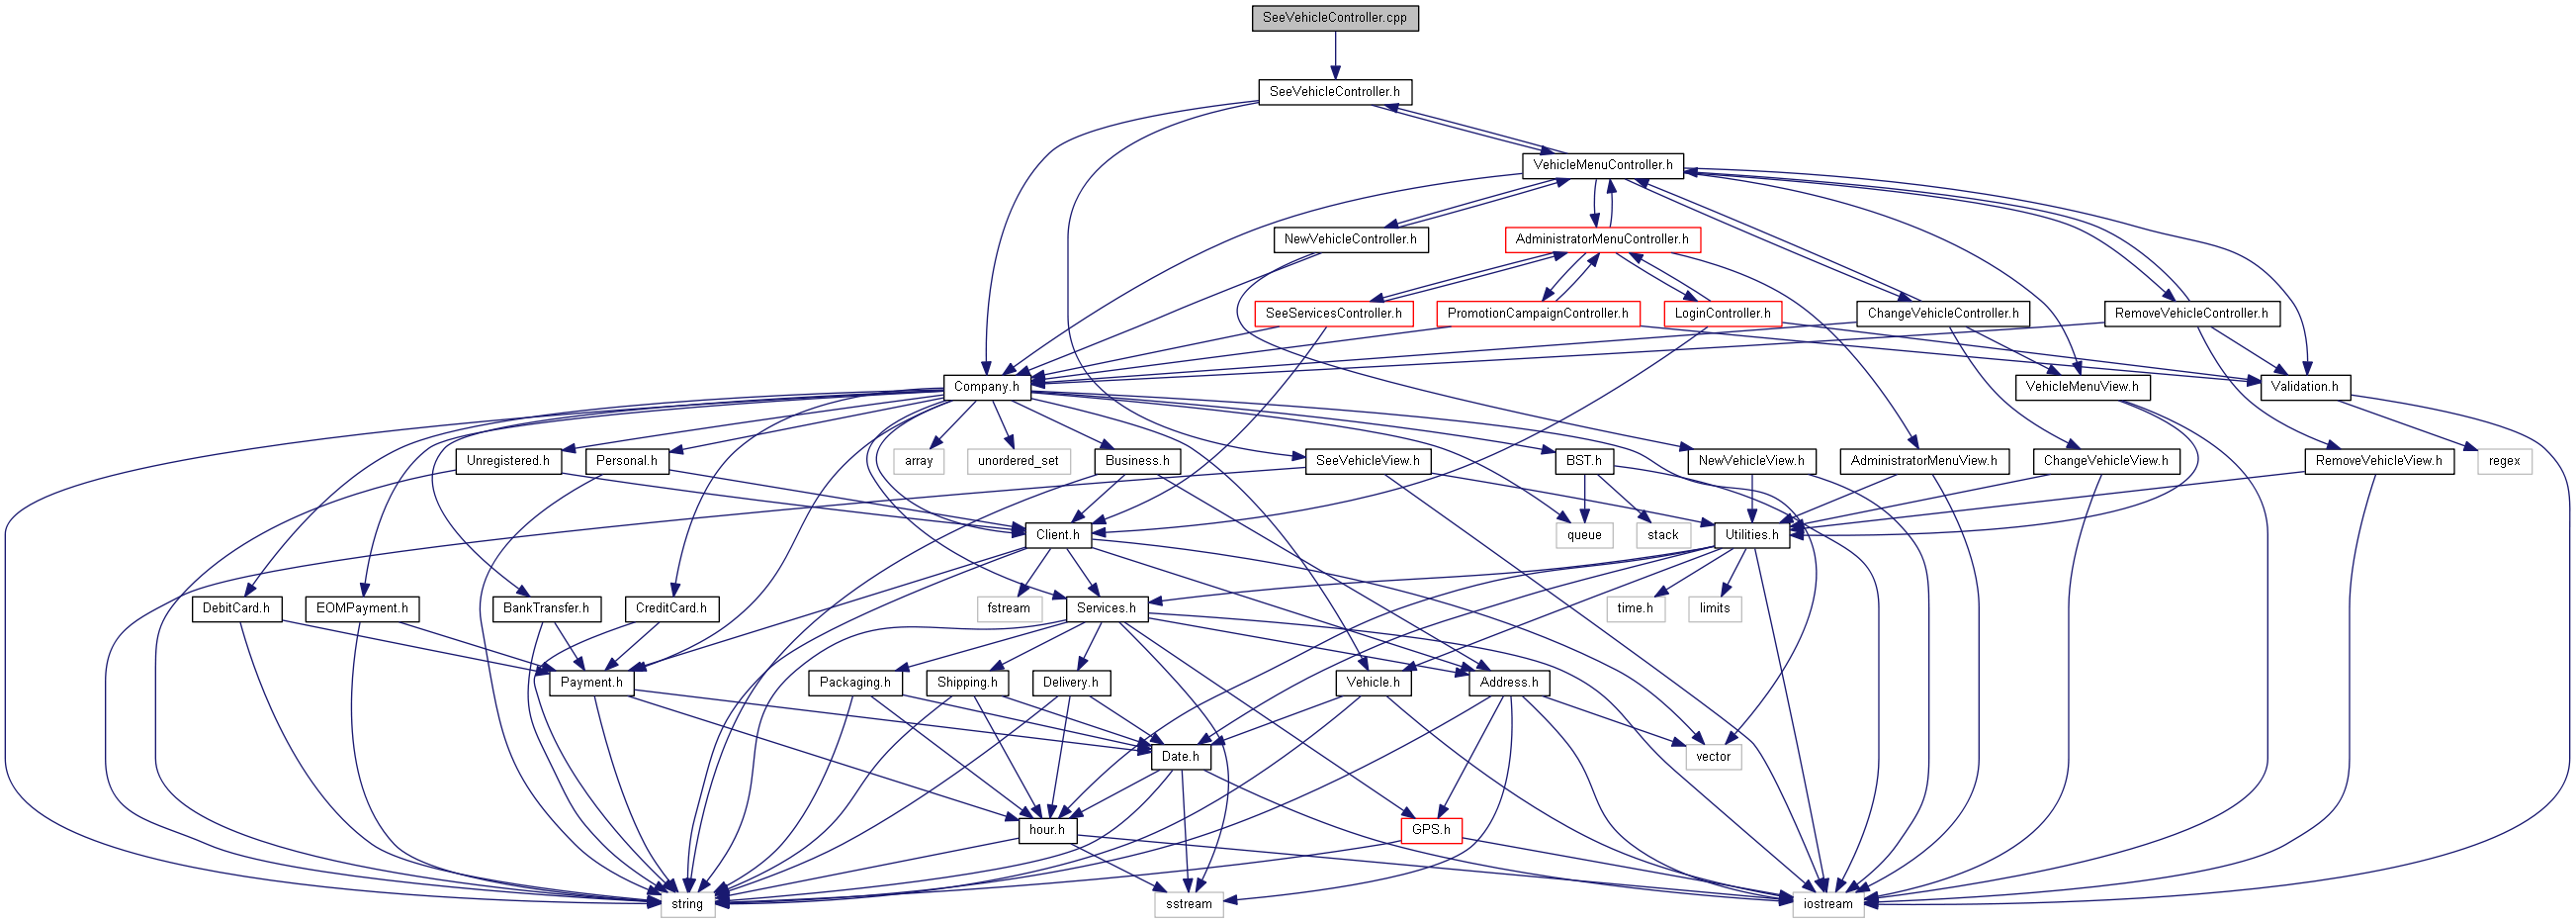 SeeVehicleController.cpp
SeeVehicleController.h
VehicleMenuController.h
NewVehicleController.h
AdministratorMenuController.h
SeeServicesController.h
PromotionCampaignController.h
LoginController.h
ChangeVehicleController.h
RemoveVehicleController.h
Company.h
VehicleMenuView.h
Validation.h
Unregistered.h
Personal.h
array
unordered_set
Business.h
SeeVehicleView.h
BST.h
NewVehicleView.h
AdministratorMenuView.h
ChangeVehicleView.h
RemoveVehicleView.h
regex
Client.h
queue
stack
Utilities.h
DebitCard.h
EOMPayment.h
BankTransfer.h
CreditCard.h
fstream
Services.h
time.h
limits
Payment.h
Packaging.h
Shipping.h
Delivery.h
Vehicle.h
Address.h
Date.h
vector
hour.h
GPS.h
string
sstream
iostream